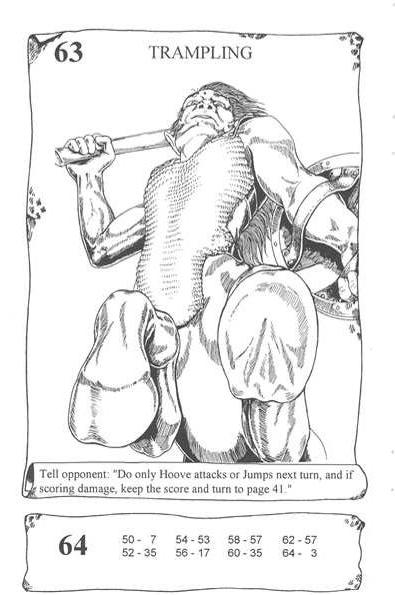 63
TRAMPLING
Tell opponent: "Do only Hoove attacks or Jumps next turn, and if
scoring damage, keep the score and turn to page 41."
64
50 - 7 54 - 53 58 - 57 62 - 57
52 - 35 56 - 17 60 - 35 64 - 3